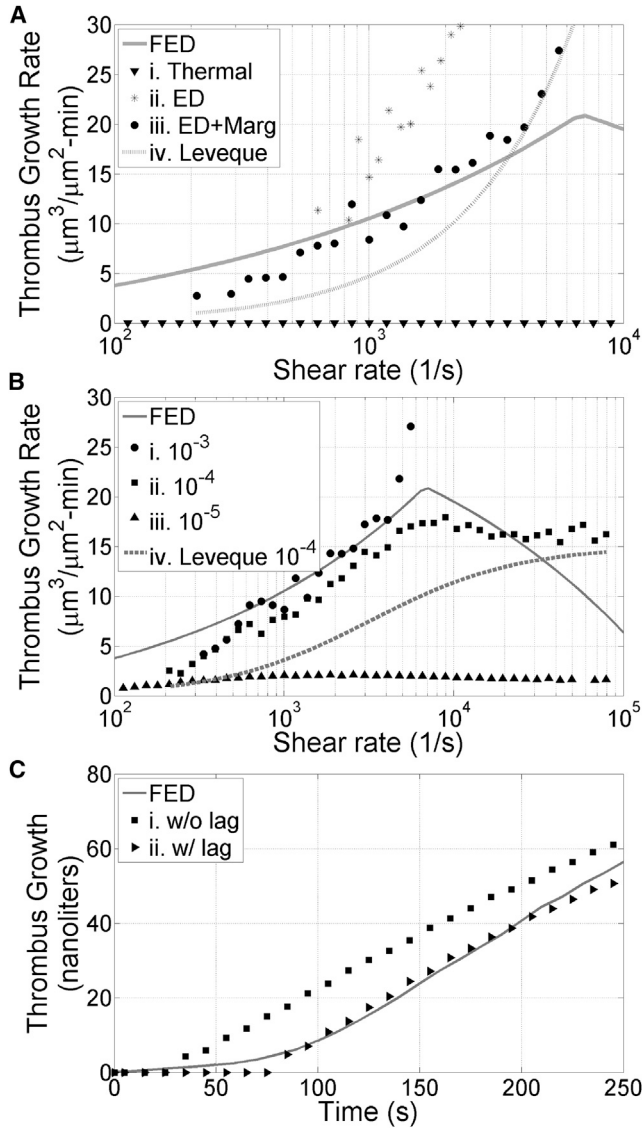 A
Thrombus Growth Rate
(μm³/μm²-min)
30
25
20
15
10
5
0
FED
i. Thermal
ii. ED
iii. ED+Marg
iv. Leveque
10²
10³
10⁴
Shear rate (1/s)
B
Thrombus Growth Rate
(μm³/μm²-min)
30
25
20
15
10
5
0
FED
i. 10⁻³
ii. 10⁻⁴
iii. 10⁻⁵
iv. Leveque 10⁻⁴
10²
10³
10⁴
10⁵
Shear rate (1/s)
C
Thrombus Growth
(nanoliters)
80
60
40
20
0
FED
i. w/o lag
ii. w/ lag
0
50
100
150
200
250
Time (s)